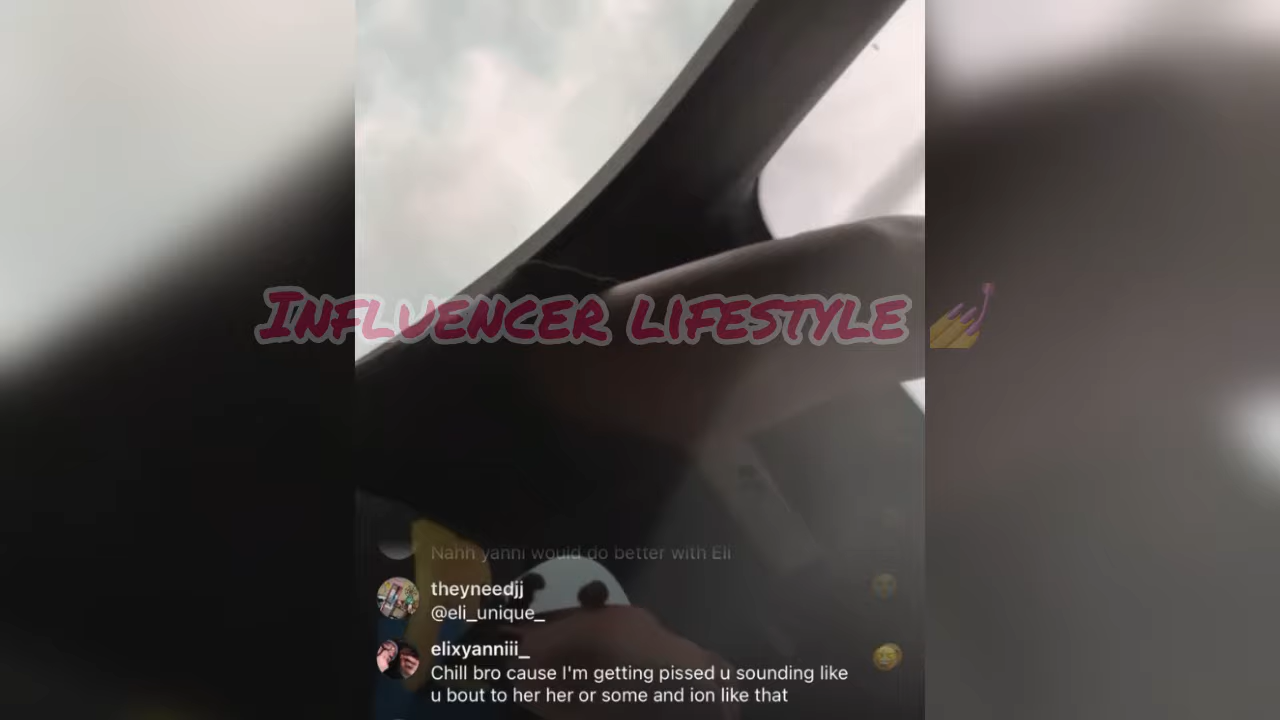 Influencer lifestyle
Nahh yanni would do better with Eli
theyneedjj
@eli_unique_
elixyanniii_
Chill bro cause I'm getting pissed u sounding like
u bout to her her or some and ion like that